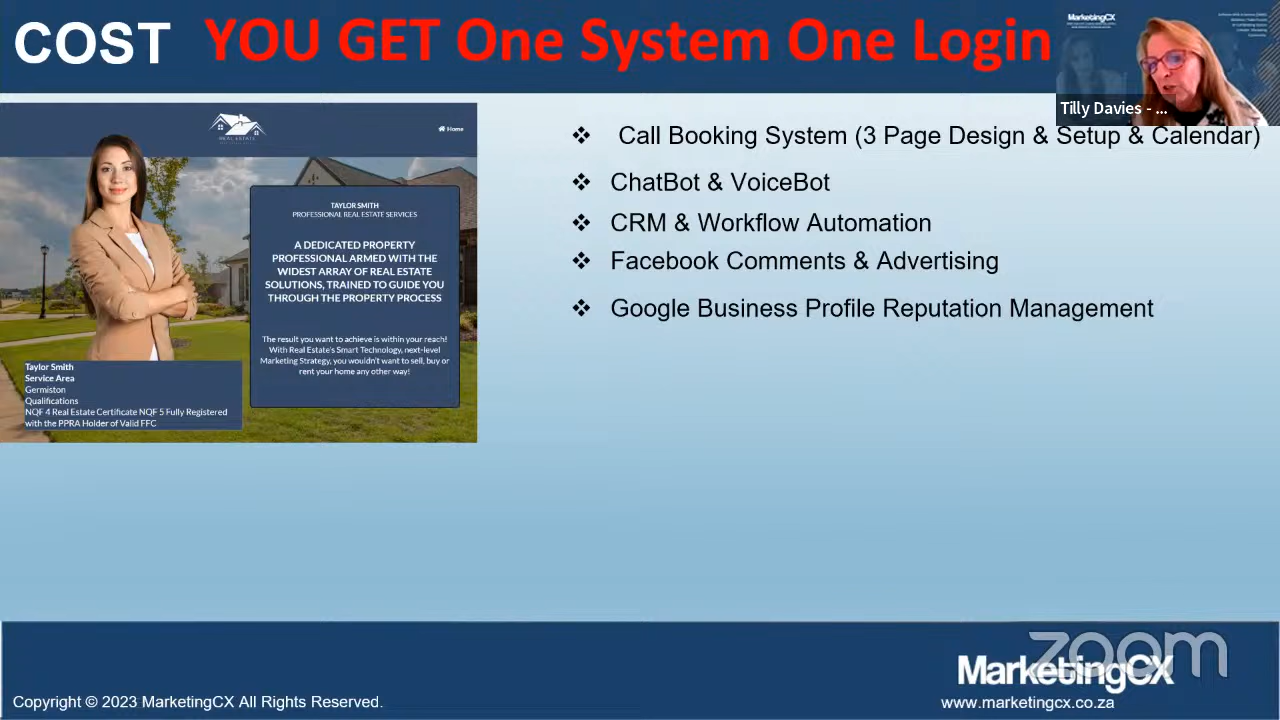 COST YOU GET One System One Login
MarketingCX
Tilly Davies - ...
REAL ESTATE
Home
TAYLOR SMITH
PROFESSIONAL REAL ESTATE SERVICES
A DEDICATED PROPERTY
PROFESSIONAL ARMED WITH THE
WIDEST ARRAY OF REAL ESTATE
SOLUTIONS, TRAINED TO GUIDE YOU
THROUGH THE PROPERTY PROCESS
The result you want to achieve is within your reach!
With Real Estate's Smart Technology, next-level
Marketing Strategy, you wouldn't want to sell, buy or
rent your home any other way!
Taylor Smith
Service Area
Germiston
Qualifications
NQF 4 Real Estate Certificate NQF 5 Fully Registered
with the PPRA Holder of Valid FFC
❖ Call Booking System (3 Page Design & Setup & Calendar)
❖ ChatBot & VoiceBot
❖ CRM & Workflow Automation
❖ Facebook Comments & Advertising
❖ Google Business Profile Reputation Management
zoom
MarketingCX
Copyright © 2023 MarketingCX All Rights Reserved.
www.marketingcx.co.za